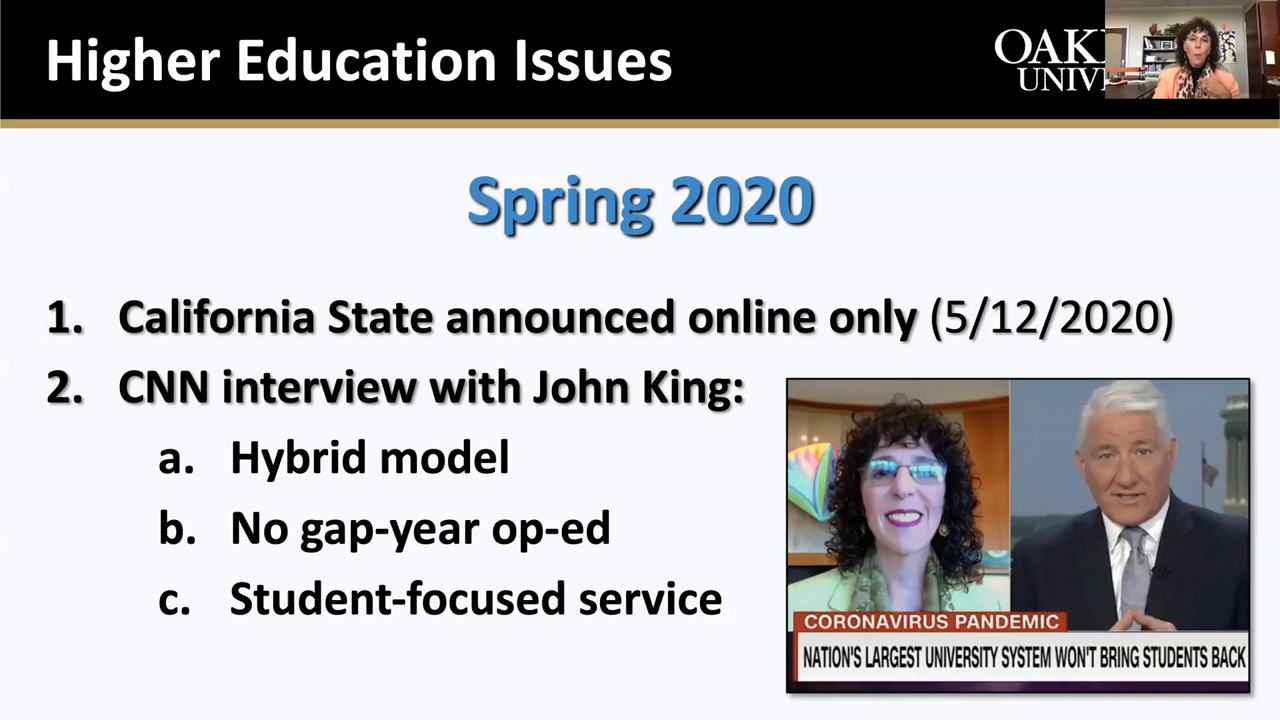 Higher Education Issues
Spring 2020
1. California State announced online only (5/12/2020)
2. CNN interview with John King:
a. Hybrid model
b. No gap-year op-ed
c. Student-focused service
CORONAVIRUS PANDEMIC
NATION'S LARGEST UNIVERSITY SYSTEM WON'T BRING STUDENTS BACK